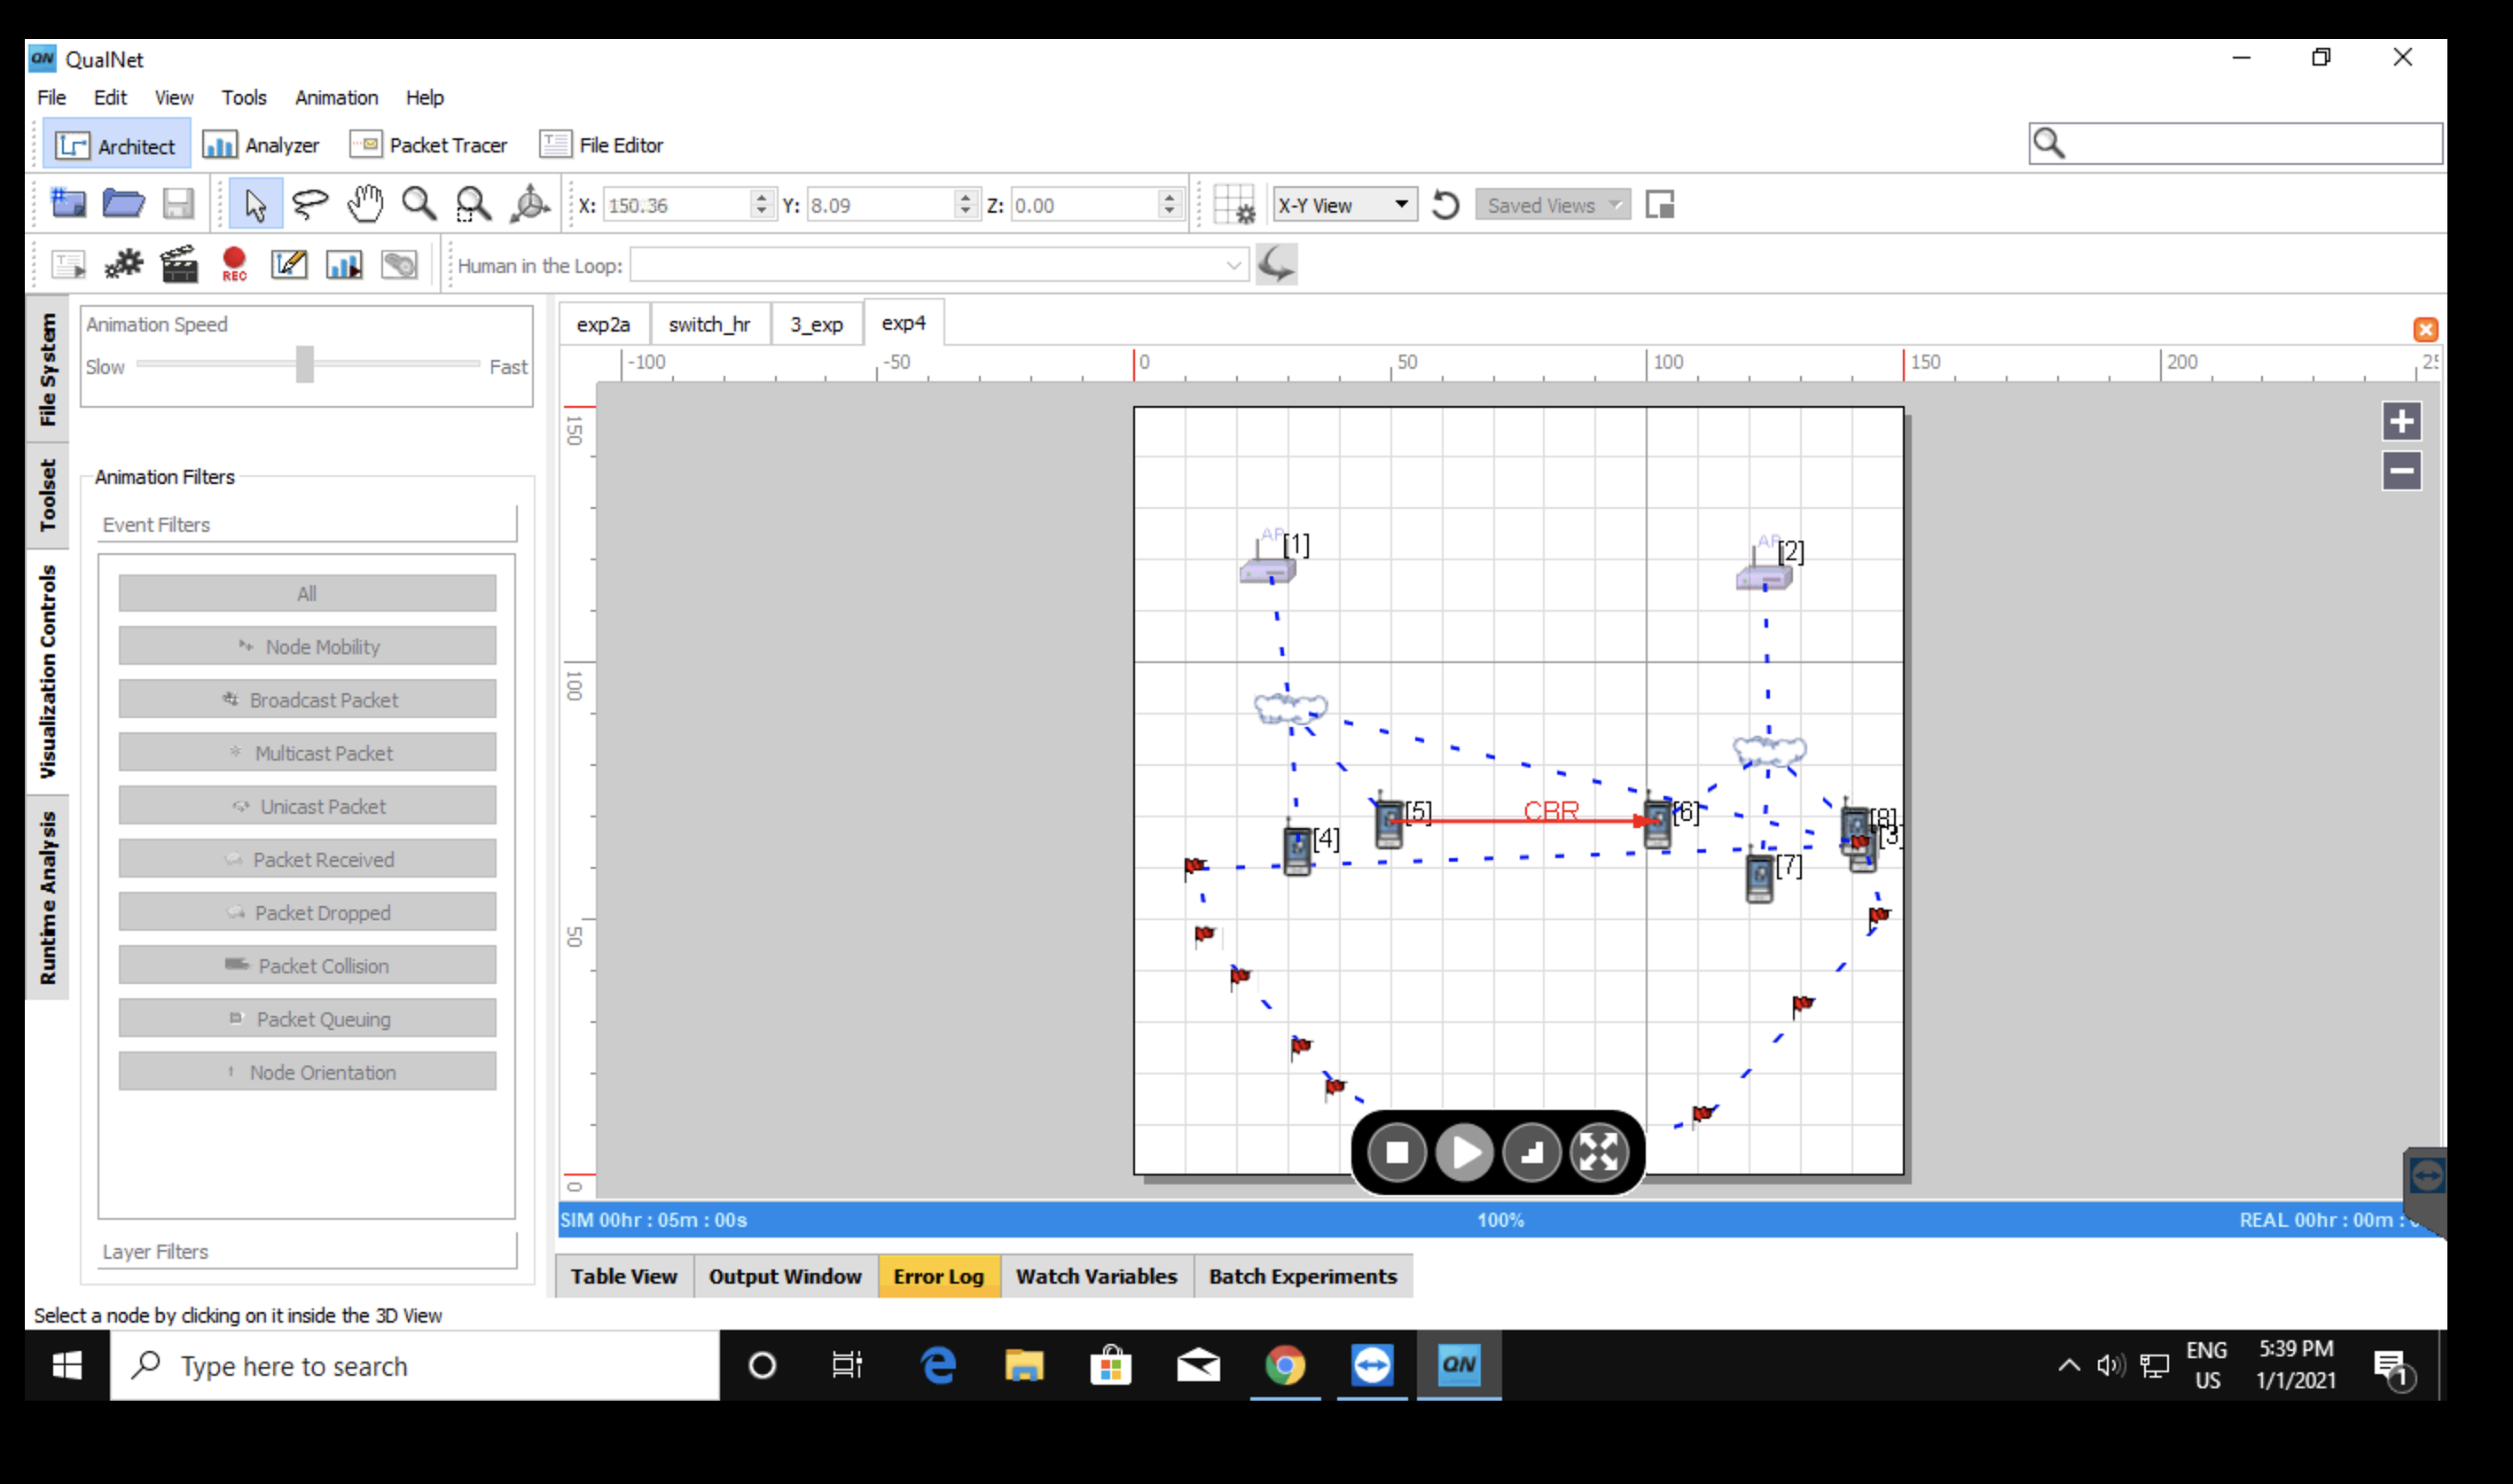 QN QualNet
File Edit View Tools Animation Help
Architect Analyzer Packet Tracer File Editor
X: 150.36 Y: 8.09 Z: 0.00 X-Y View Saved Views
REC Human in the Loop:
File System
Toolset
Visualization Controls
Runtime Analysis
Animation Speed
Slow Fast
Animation Filters
Event Filters
All
Node Mobility
Broadcast Packet
Multicast Packet
Unicast Packet
Packet Received
Packet Dropped
Packet Collision
Packet Queuing
Node Orientation
Layer Filters
exp2a switch_hr 3_exp exp4
-100 -50 0 50 100 150 200
150
100
50
0
AP [1]
AP [2]
[5] CBR [6] [8]
[4] [3]
[7]
SIM 00hr : 05m : 00s 100% REAL 00hr : 00m :
Table View Output Window Error Log Watch Variables Batch Experiments
Select a node by clicking on it inside the 3D View
Type here to search
QN
ENG
US
5:39 PM
1/1/2021
1